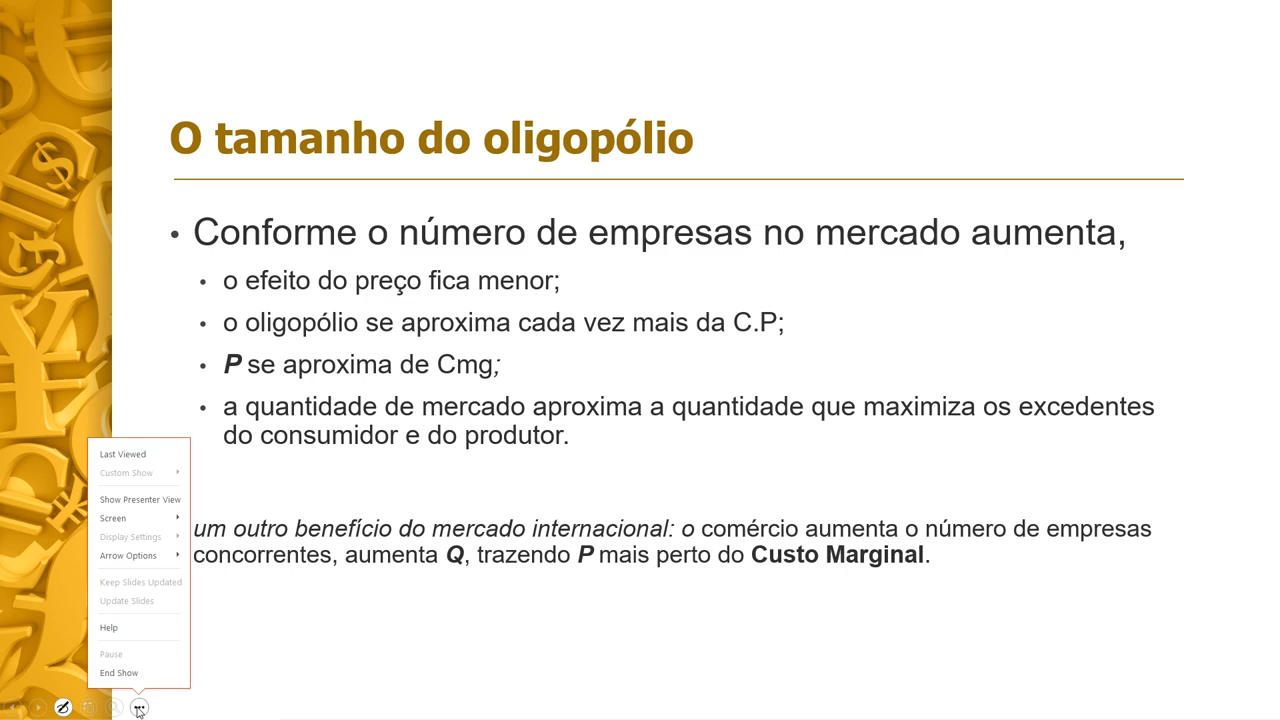 O tamanho do oligopólio
• Conforme o número de empresas no mercado aumenta,
• o efeito do preço fica menor;
• o oligopólio se aproxima cada vez mais da C.P;
• P se aproxima de Cmg;
• a quantidade de mercado aproxima a quantidade que maximiza os excedentes
do consumidor e do produtor.
um outro benefício do mercado internacional: o comércio aumenta o número de empresas
concorrentes, aumenta Q, trazendo P mais perto do Custo Marginal.
Last Viewed
Custom Show
Show Presenter View
Screen
Display Settings
Arrow Options
Keep Slides Updated
Update Slides
Help
Pause
End Show